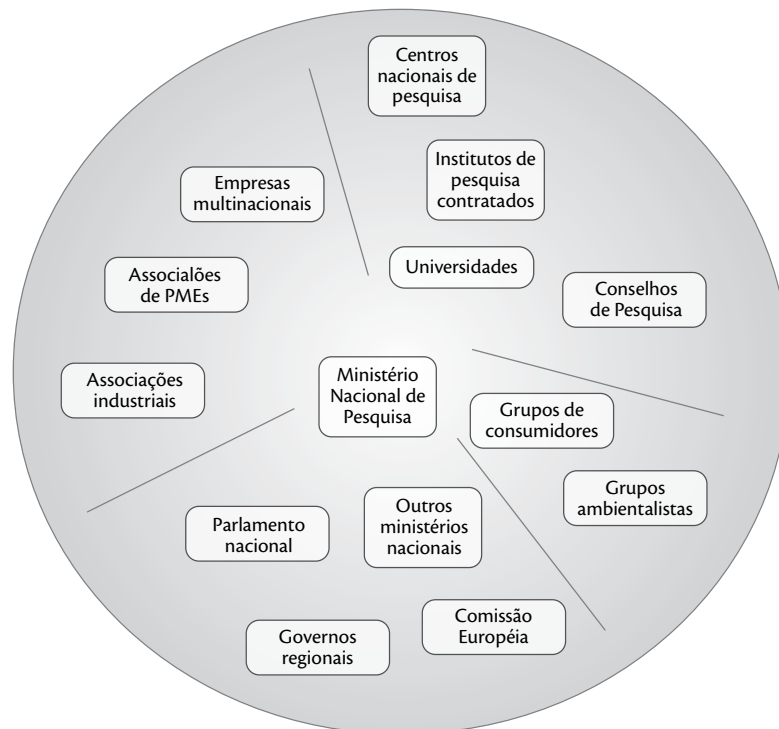 Centros
nacionais de
pesquisa
Institutos de
pesquisa
contratados
Empresas
multinacionais
Universidades
Associalões
de PMEs
Conselhos
de Pesquisa
Associações
industriais
Ministério
Nacional de
Pesquisa
Grupos de
consumidores
Grupos
ambientalistas
Parlamento
nacional
Outros
ministérios
nacionais
Comissão
Européia
Governos
regionais